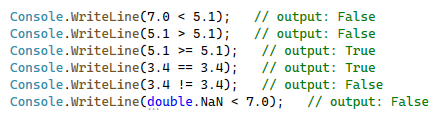 Console.WriteLine(7.0 < 5.1);   // output: False
Console.WriteLine(5.1 > 5.1);   // output: False
Console.WriteLine(5.1 >= 5.1);   // output: True
Console.WriteLine(3.4 == 3.4);   // output: True
Console.WriteLine(3.4 != 3.4);   // output: False
Console.WriteLine(double.NaN < 7.0);   // output: False